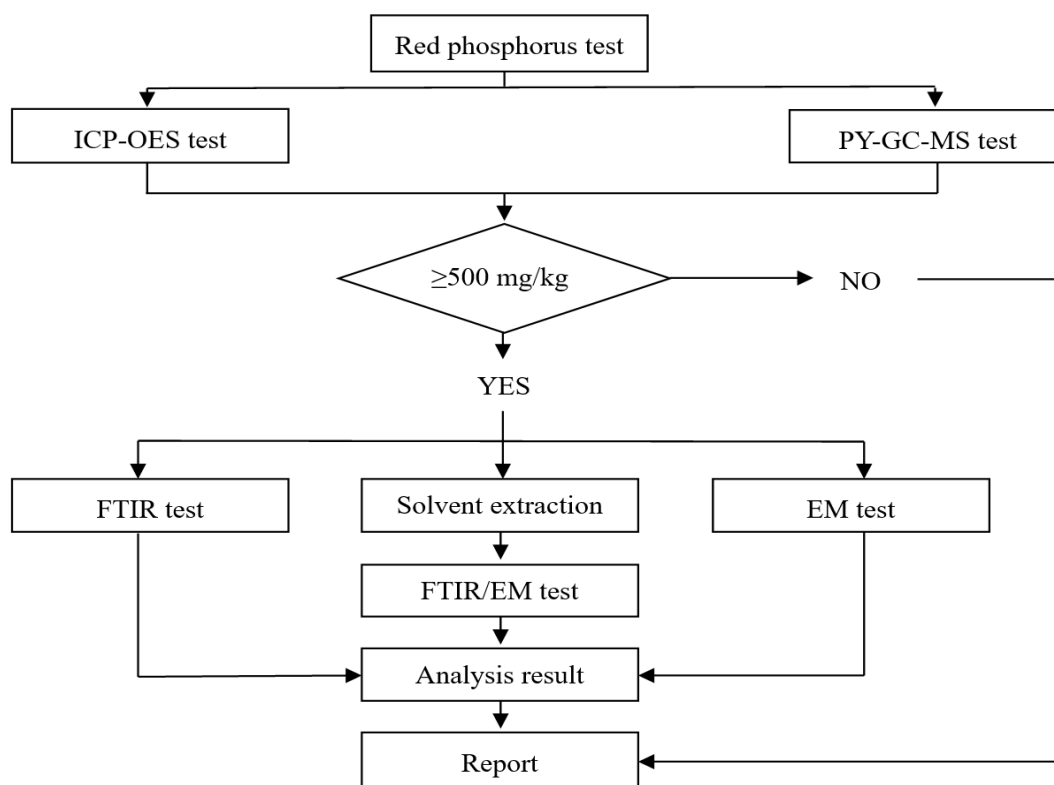 Red phosphorus test
ICP-OES test
PY-GC-MS test
≥500 mg/kg
NO
YES
FTIR test
Solvent extraction
EM test
FTIR/EM test
Analysis result
Report